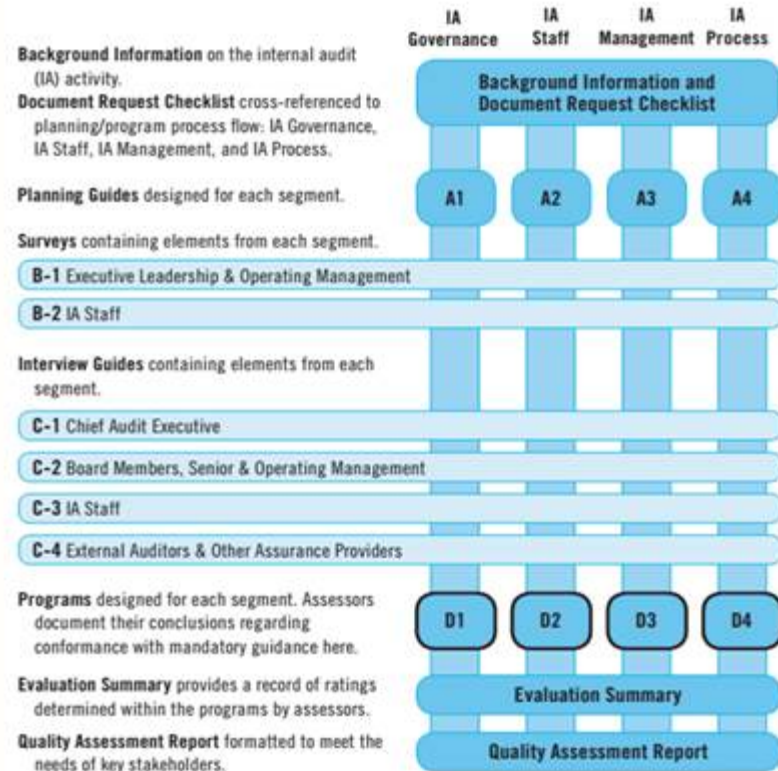 IA Governance
IA Staff
IA Management
IA Process
Background Information on the internal audit
(IA) activity.
Document Request Checklist cross-referenced to
planning/program process flow: IA Governance,
IA Staff, IA Management, and IA Process.
Background Information and
Document Request Checklist
Planning Guides designed for each segment.
A1
A2
A3
A4
Surveys containing elements from each segment.
B-1 Executive Leadership & Operating Management
B-2 IA Staff
Interview Guides containing elements from each
segment.
C-1 Chief Audit Executive
C-2 Board Members, Senior & Operating Management
C-3 IA Staff
C-4 External Auditors & Other Assurance Providers
Programs designed for each segment. Assessors
document their conclusions regarding
conformance with mandatory guidance here.
D1
D2
D3
D4
Evaluation Summary provides a record of ratings
determined within the programs by assessors.
Evaluation Summary
Quality Assessment Report formatted to meet the
needs of key stakeholders.
Quality Assessment Report